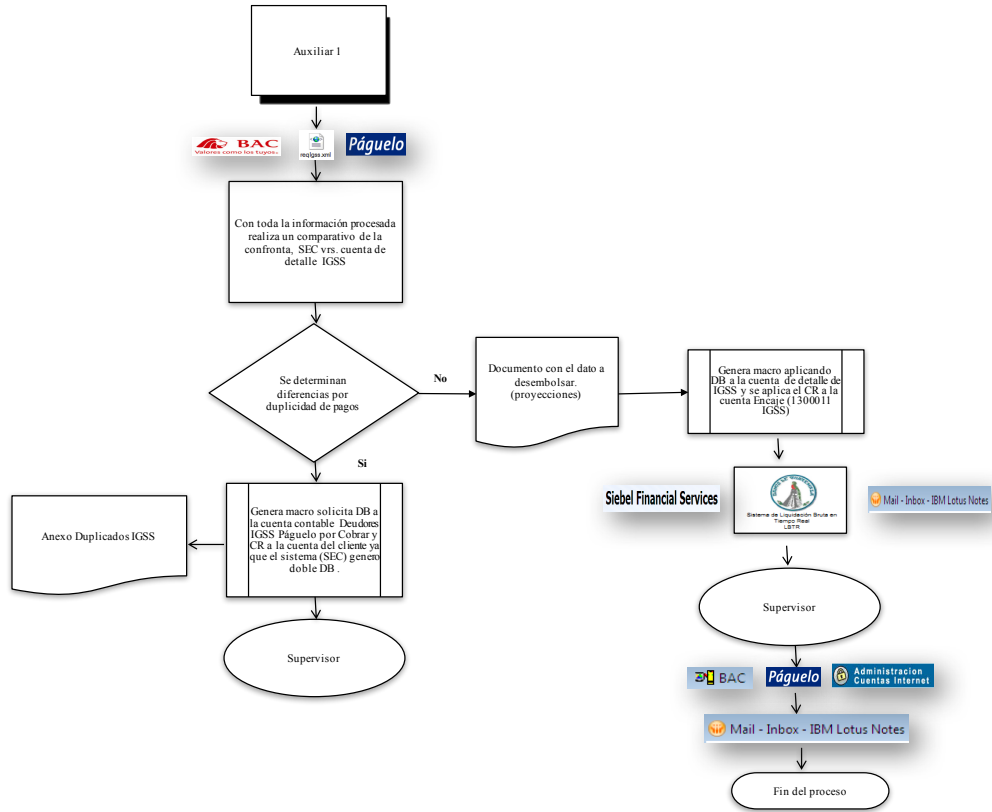 Auxiliar 1
BAC
Valores como los tuyos.
reqIgss.xml
Páguelo
Con toda la información procesada
realiza un comparativo de la
confronta, SEC vrs. cuenta de
detalle IGSS
Se determinan
diferencias por
duplicidad de pagos
No
Documento con el dato a
desembolsar.
(proyecciones)
Genera macro aplicando
DB a la cuenta de detalle de
IGSS y se aplica el CR a la
cuenta Encaje (1300011
IGSS)
Si
Siebel Financial Services
Sistema de Liquidación Bruta en
Tiempo Real
LBTR
Mail - Inbox - IBM Lotus Notes
Anexo Duplicados IGSS
Genera macro solicita DB a
la cuenta contable Deudores
IGSS Páguelo por Cobrar y
CR a la cuenta del cliente ya
que el sistema (SEC) genero
doble DB .
Supervisor
Supervisor
BAC
Páguelo
Administracion
Cuentas Internet
Mail - Inbox - IBM Lotus Notes
Fin del proceso